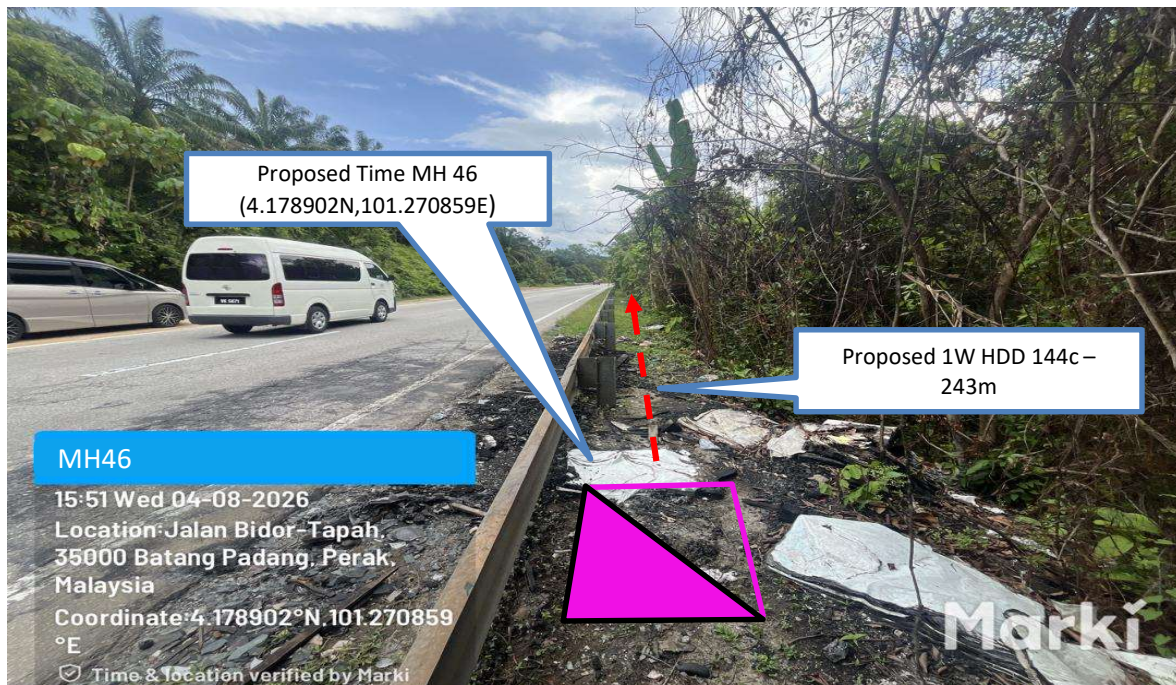 Proposed Time MH 46
(4.178902N,101.270859E)
Proposed 1W HDD 144c –
243m
MH46
15:51 Wed 04-08-2026
Location:Jalan Bidor-Tapah,
35000 Batang Padang, Perak,
Malaysia
Coordinate:4.178902°N,101.270859
°E
Time & location verified by Marki
Marki